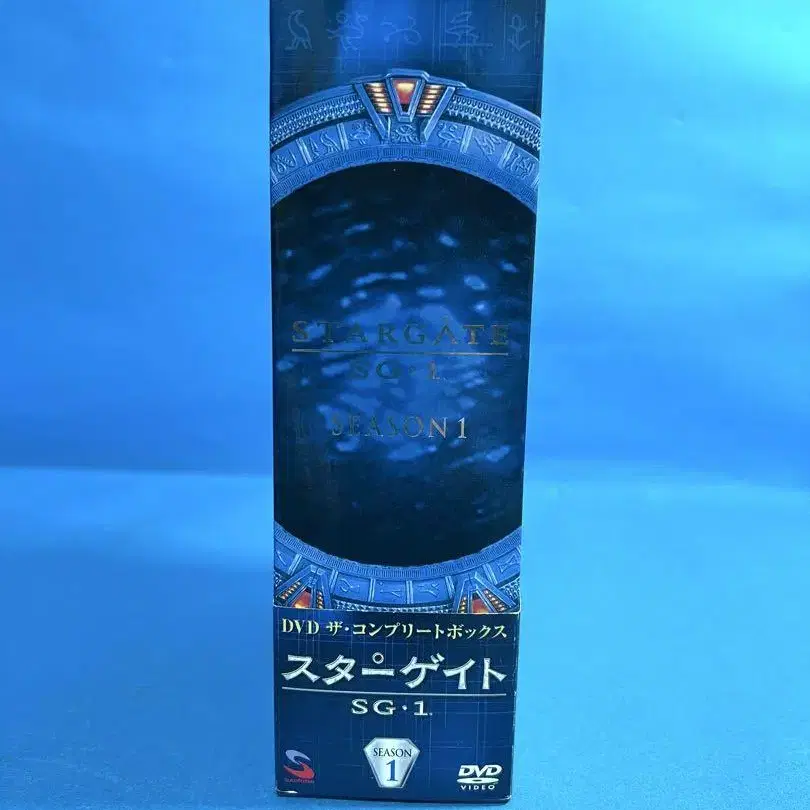 STARGATE
SG·1
SEASON 1
DVD ザ・コンプリートボックス
スターゲイト
SG·1
SEASON
1
DVD
VIDEO